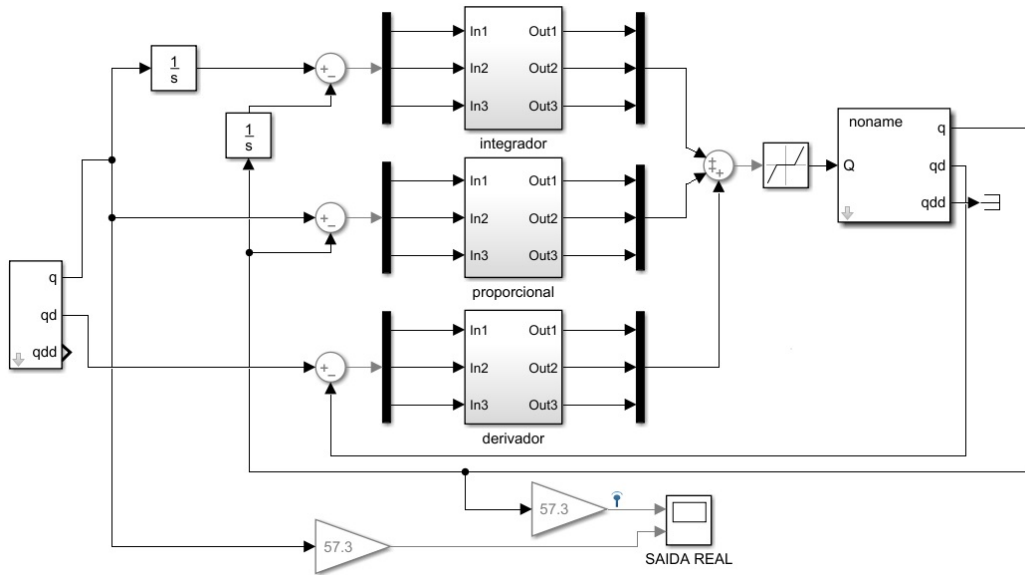 1
s
+
−
In1
In2
In3
Out1
Out2
Out3
integrador
1
s
+
−
In1
In2
In3
Out1
Out2
Out3
proporcional
q
qd
qdd
+
−
In1
In2
In3
Out1
Out2
Out3
derivador
+
+
+
noname
Q
q
qd
qdd
57.3
57.3
SAIDA REAL